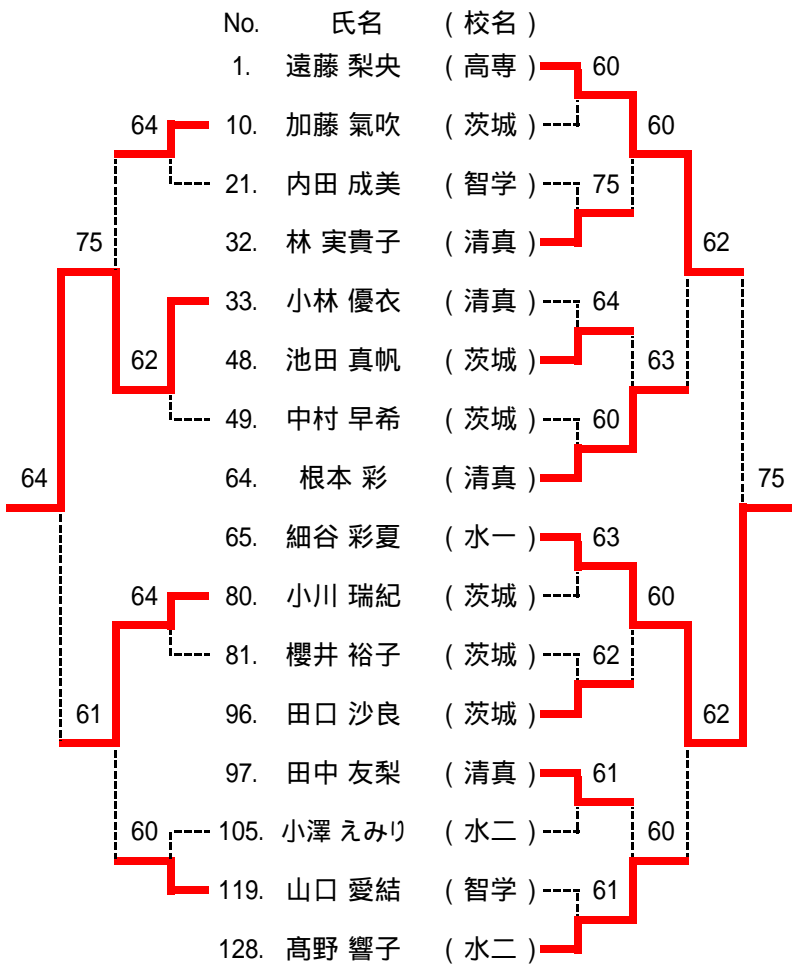 No. 氏名 (校名)
1. 遠藤 梨央 (高専) 60
64 10. 加藤 氣吹 (茨城) 60
21. 内田 成美 (智学) 75
75 32. 林 実貴子 (清真) 62
33. 小林 優衣 (清真) 64
62 48. 池田 真帆 (茨城) 63
49. 中村 早希 (茨城) 60
64 64. 根本 彩 (清真) 75
65. 細谷 彩夏 (水一) 63
64 80. 小川 瑞紀 (茨城) 60
81. 櫻井 裕子 (茨城) 62
61 96. 田口 沙良 (茨城) 62
97. 田中 友梨 (清真) 61
60 105. 小澤 えみり (水二) 60
119. 山口 愛結 (智学) 61
128. 髙野 響子 (水二)